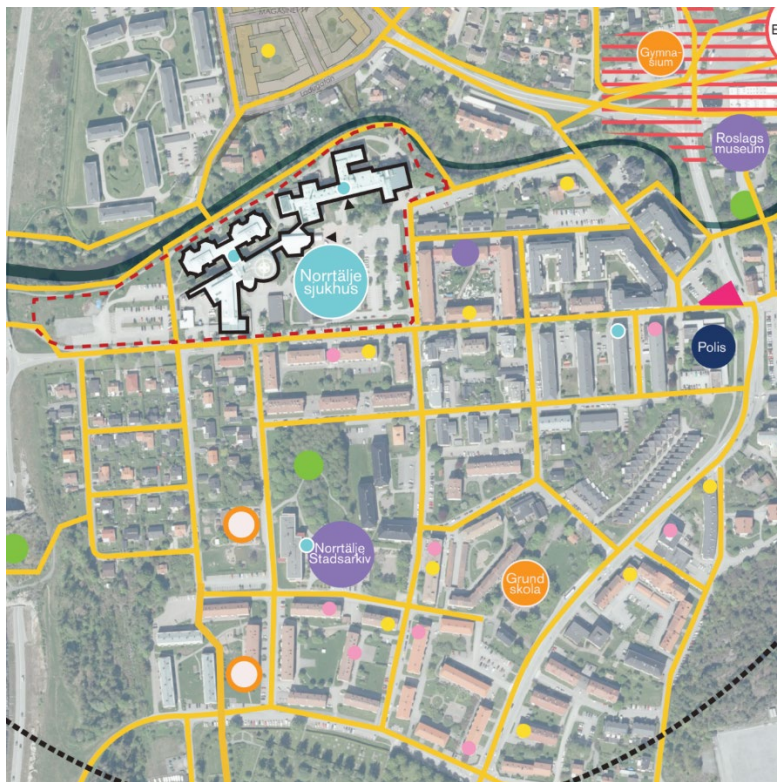 Gymna-
sium
Roslags
museum
Norrtälje
sjukhus
Polis
Norrtälje
Stadsarkiv
Grund
skola